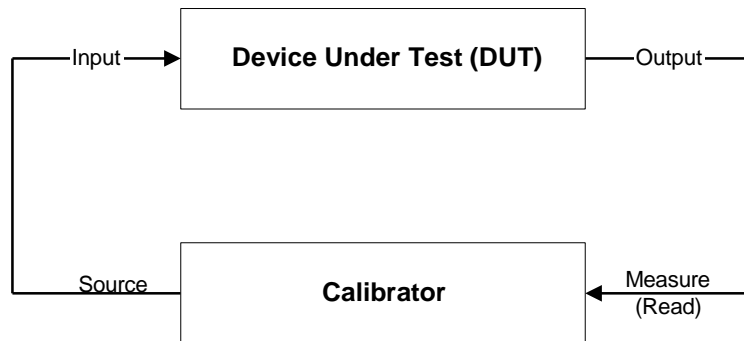 Input
Device Under Test (DUT)
Output
Source
Calibrator
Measure
(Read)